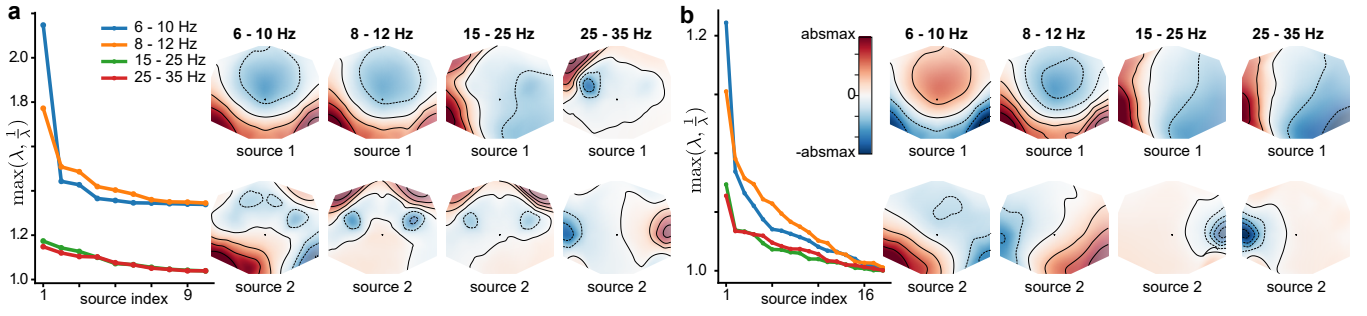 a
6 - 10 Hz
8 - 12 Hz
15 - 25 Hz
25 - 35 Hz
max(λ, 1/λ)
2.0
1.8
1.4
1.2
1.0
1
9
source index
6 - 10 Hz
8 - 12 Hz
15 - 25 Hz
25 - 35 Hz
source 1
source 1
source 1
source 1
source 2
source 2
source 2
source 2
b
max(λ, 1/λ)
1.2
1.0
1
16
source index
absmax
0
-absmax
6 - 10 Hz
8 - 12 Hz
15 - 25 Hz
25 - 35 Hz
source 1
source 1
source 1
source 1
source 2
source 2
source 2
source 2